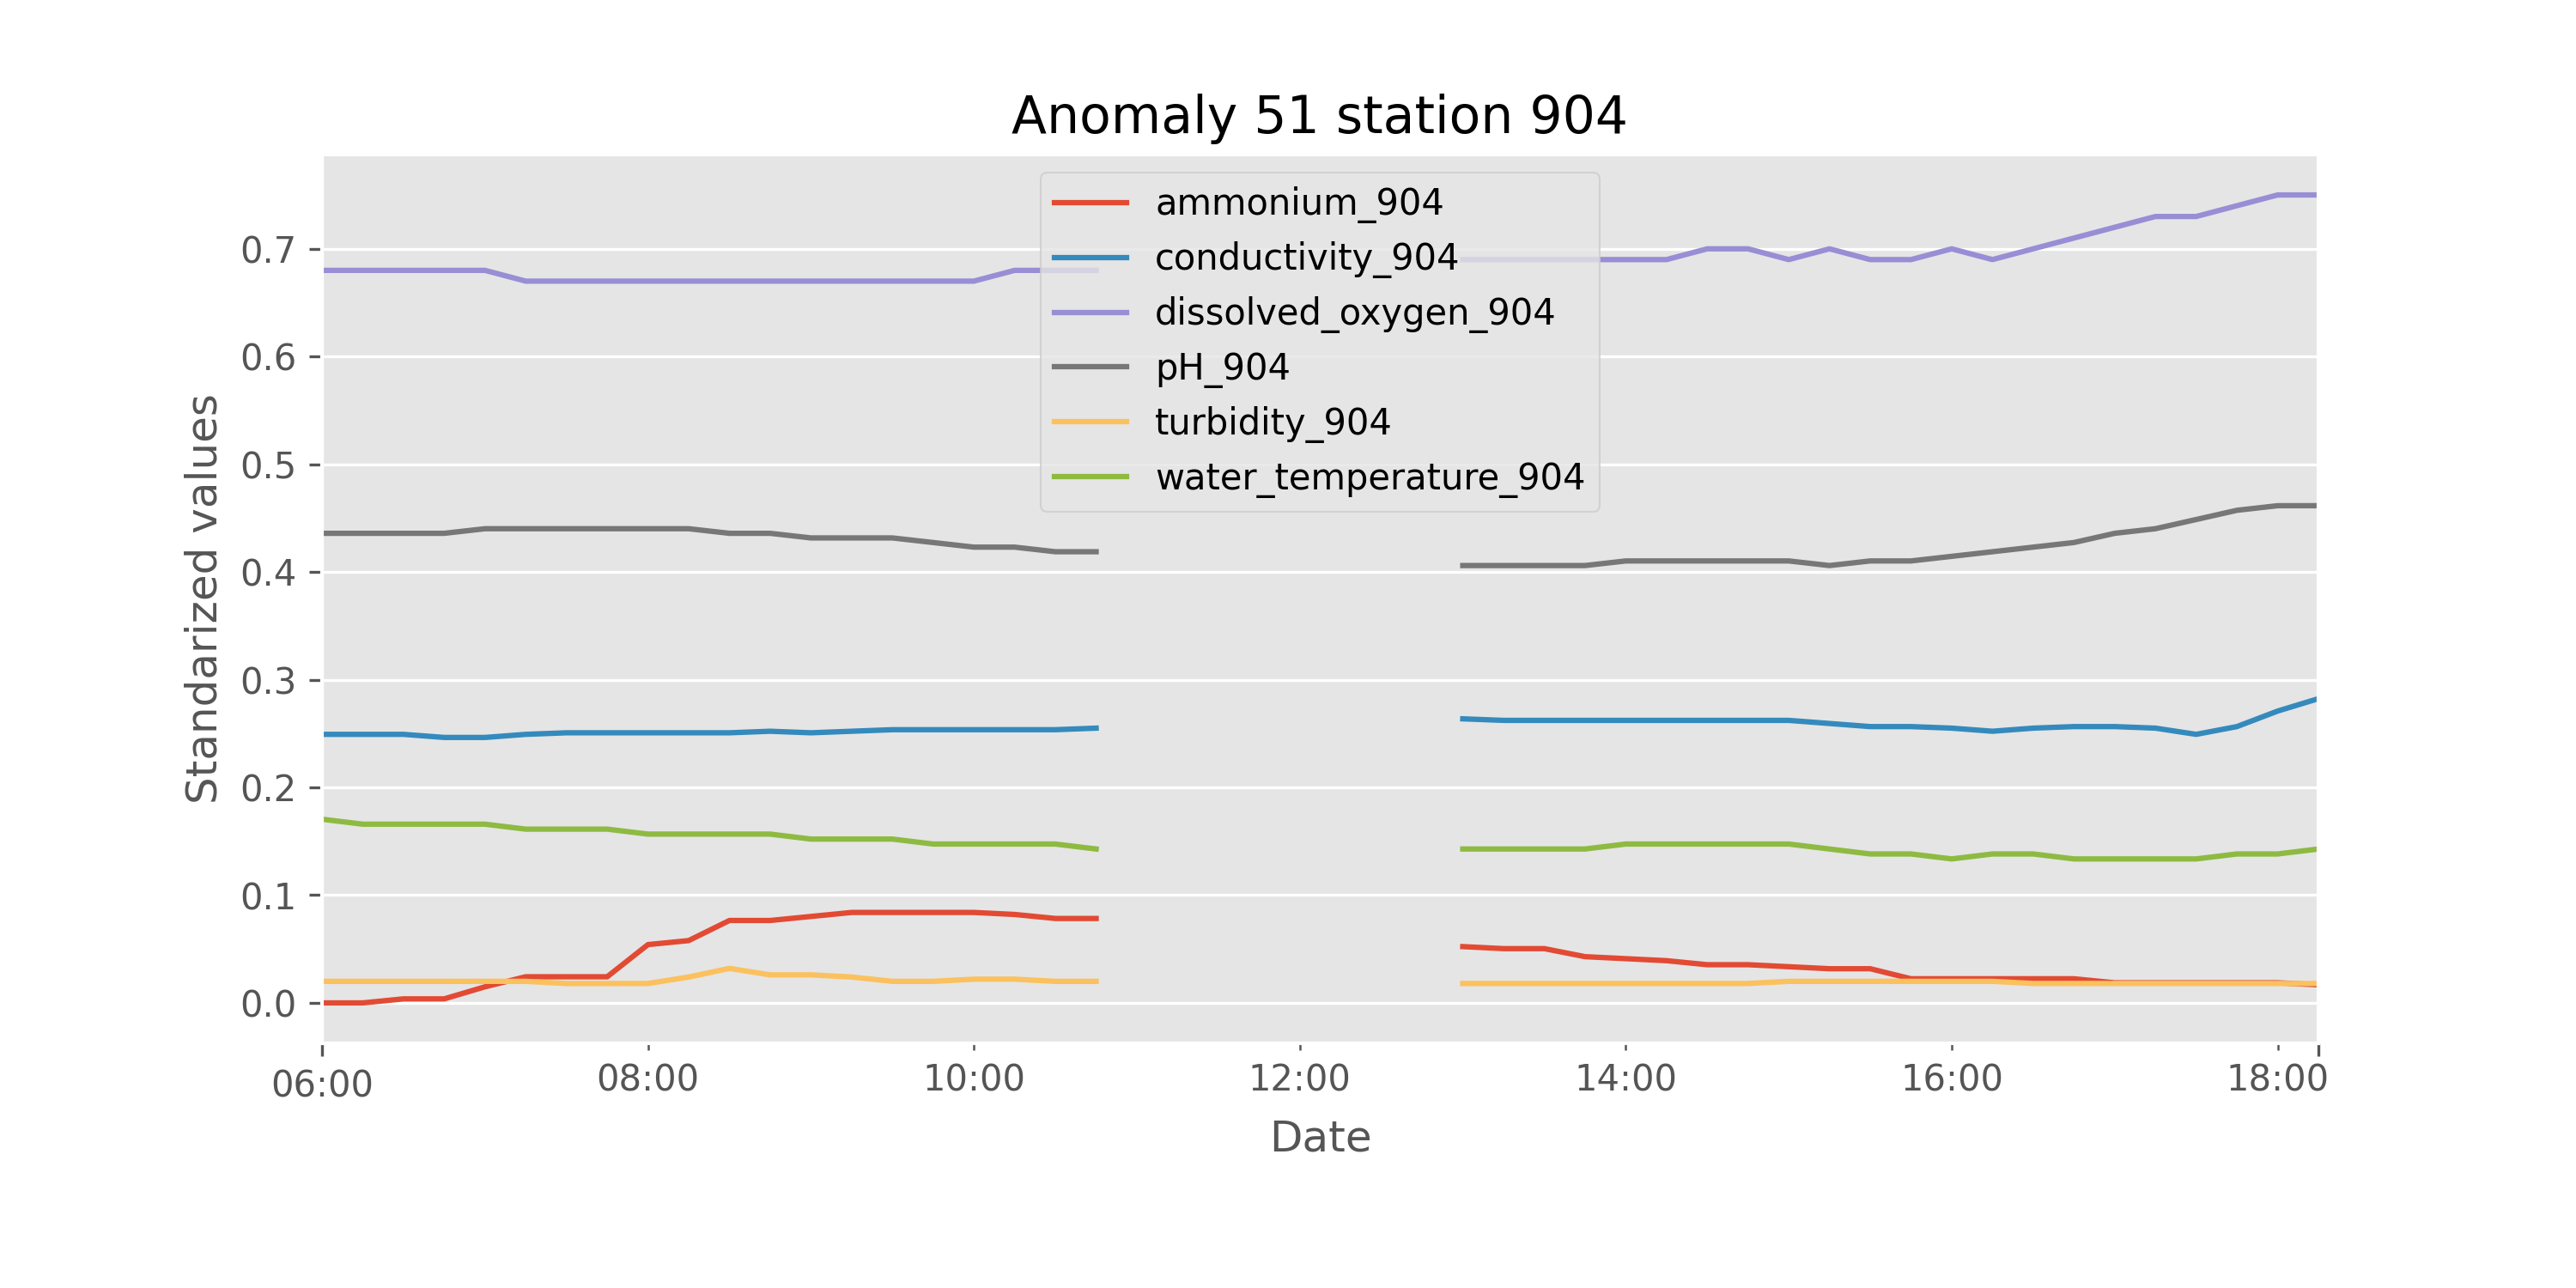 Anomaly 51 station 904
ammonium_904
conductivity_904
dissolved_oxygen_904
pH_904
turbidity_904
water_temperature_904
Standarized values
0.7
0.6
0.5
0.4
0.3
0.2
0.1
0.0
06:00 08:00 10:00 12:00 14:00 16:00 18:00
Date